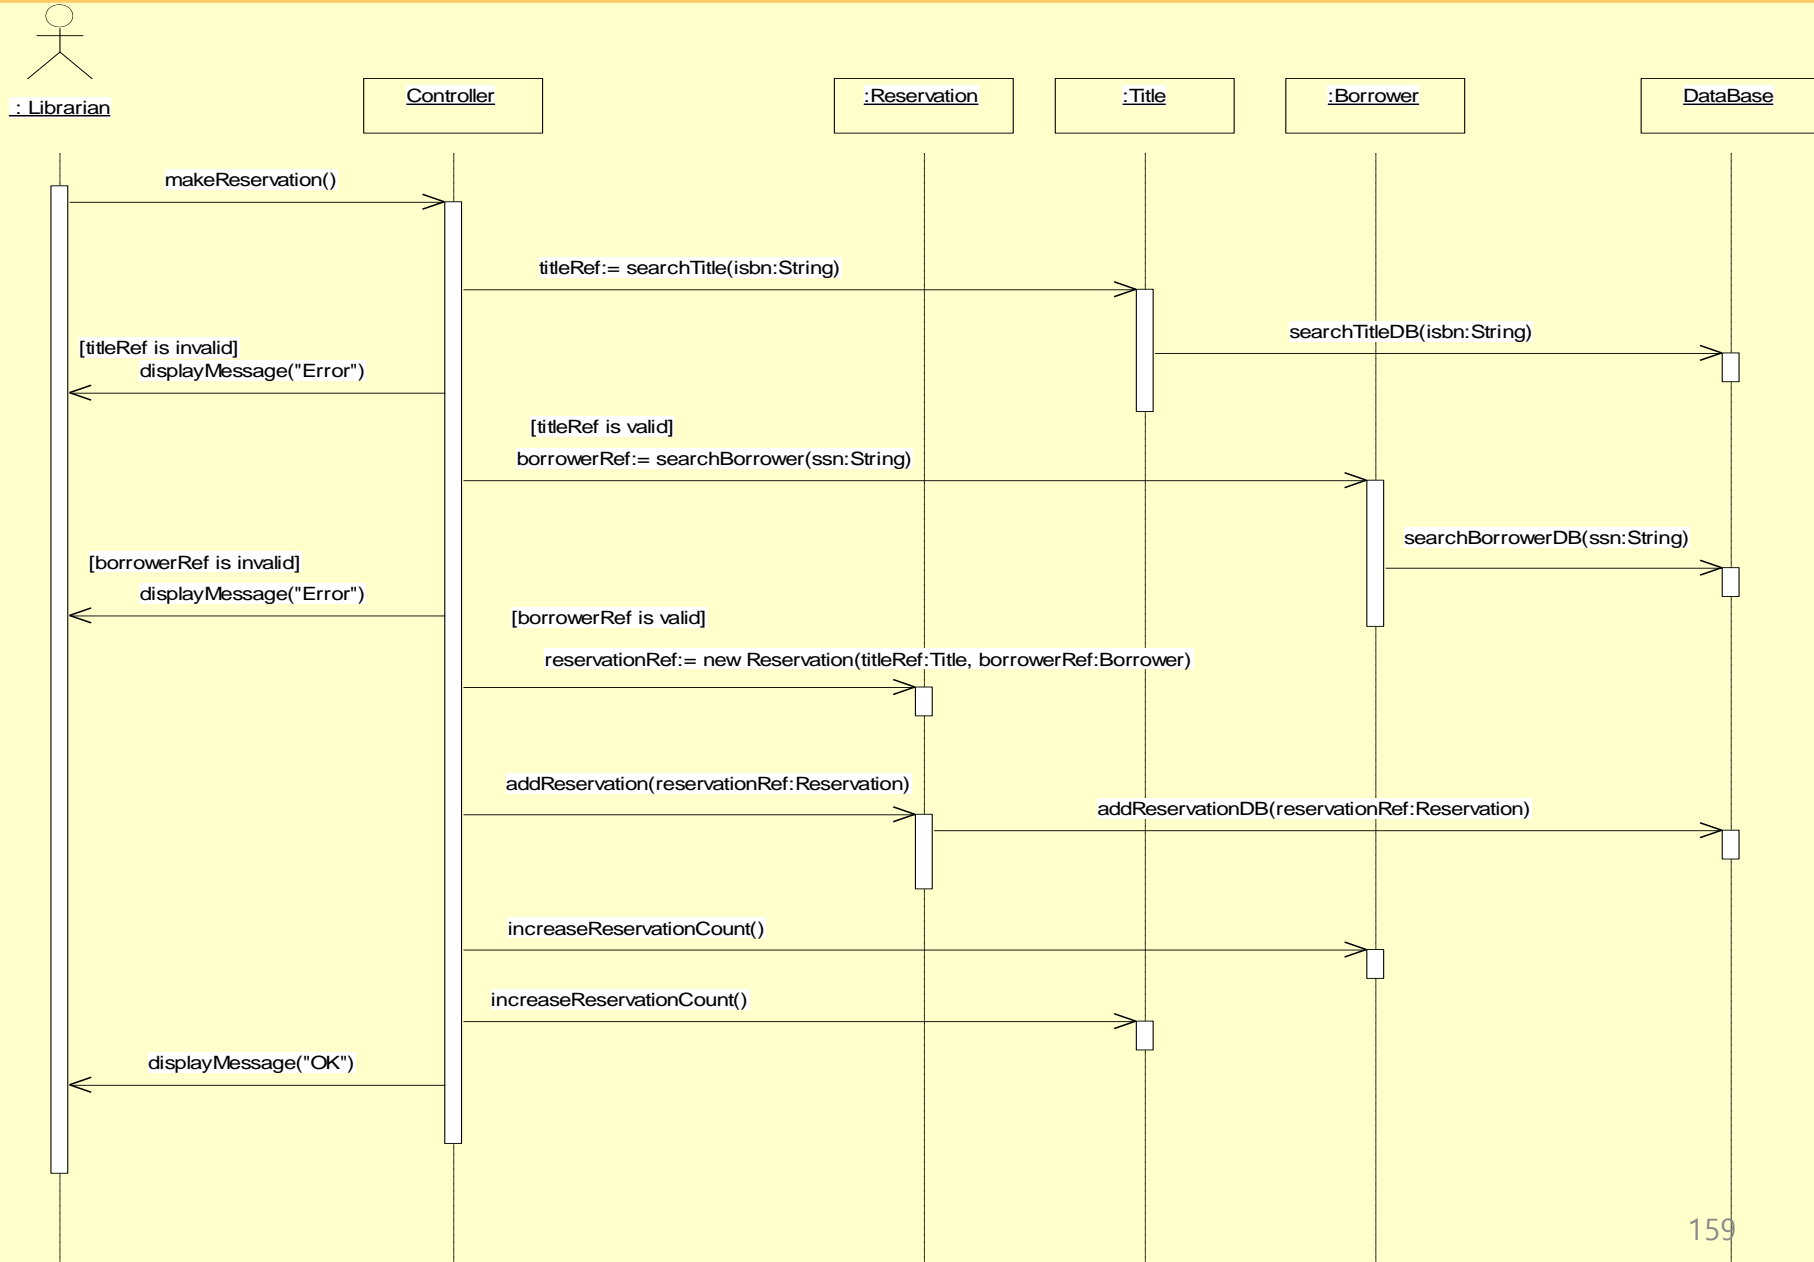 : Librarian
Controller
:Reservation
:Title
:Borrower
DataBase
makeReservation()
titleRef:= searchTitle(isbn:String)
searchTitleDB(isbn:String)
[titleRef is invalid]
displayMessage("Error")
[titleRef is valid]
borrowerRef:= searchBorrower(ssn:String)
searchBorrowerDB(ssn:String)
[borrowerRef is invalid]
displayMessage("Error")
[borrowerRef is valid]
reservationRef:= new Reservation(titleRef:Title, borrowerRef:Borrower)
addReservation(reservationRef:Reservation)
addReservationDB(reservationRef:Reservation)
increaseReservationCount()
increaseReservationCount()
displayMessage("OK")
159